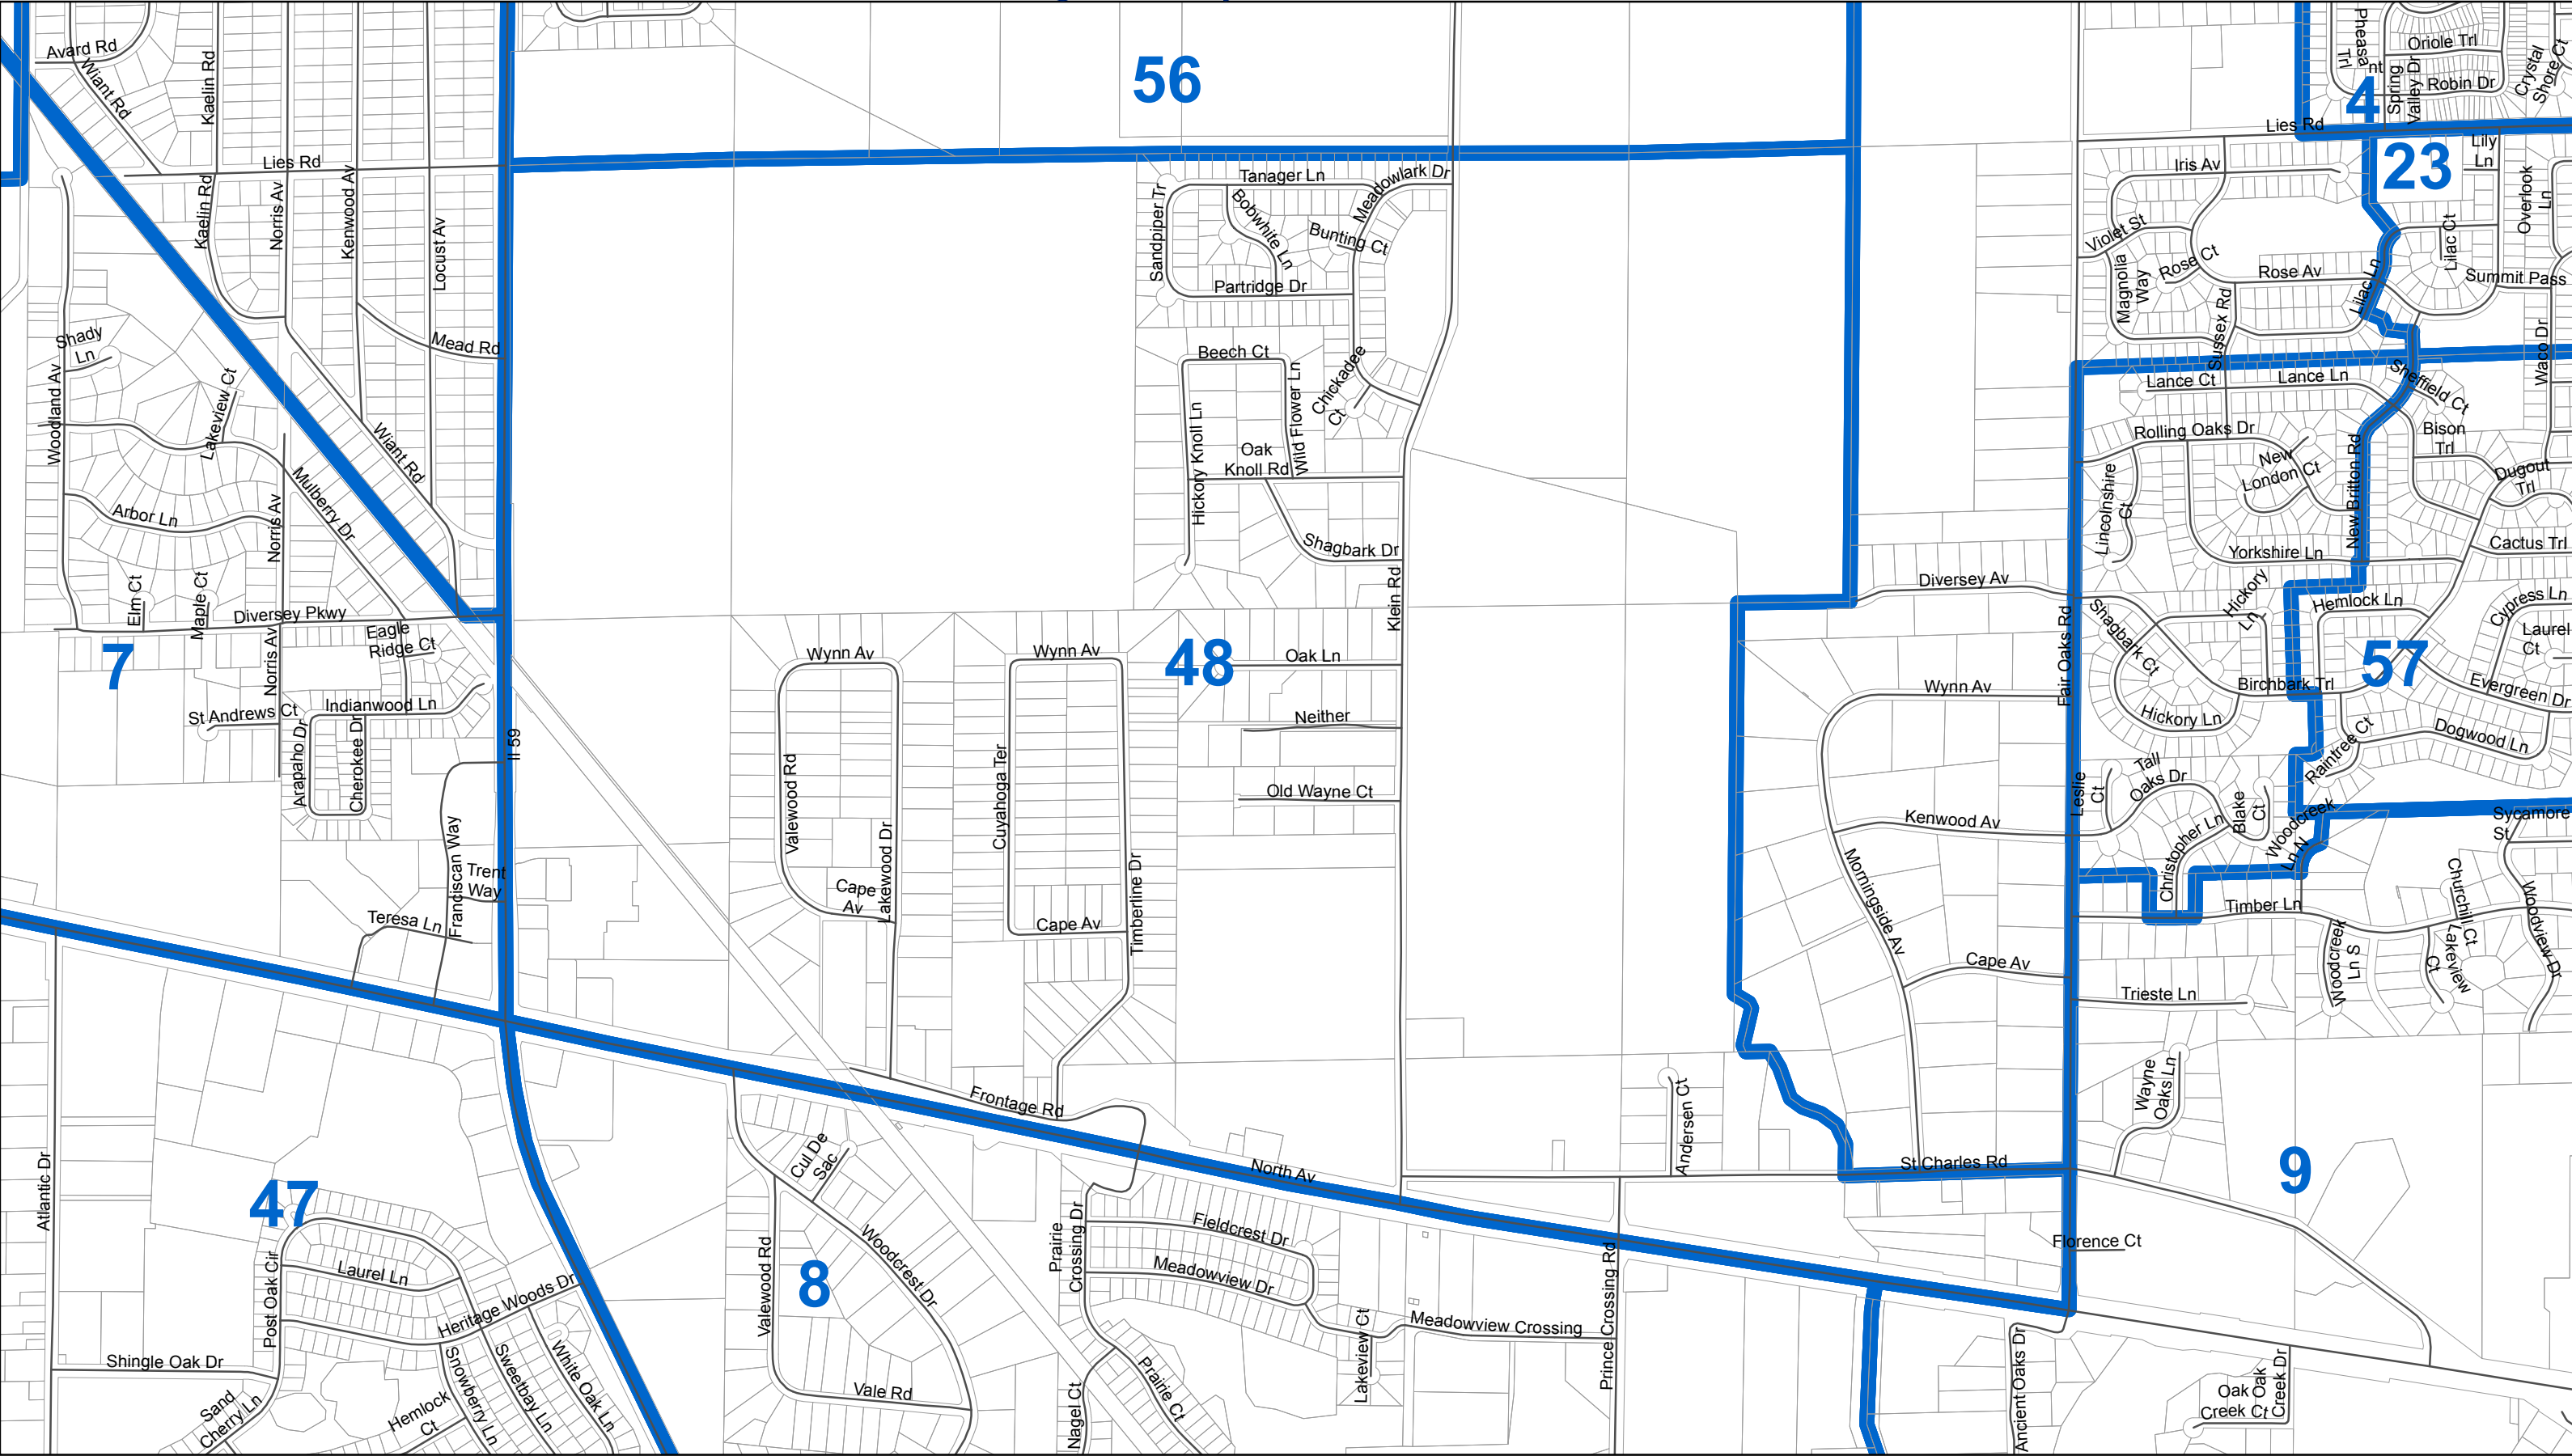 56
4
23
7
48
57
47
8
9
Avard Rd
Wiant Rd
Kaelin Rd
Lies Rd
Kaelin Rd
Norris Av
Kenwood Av
Locust Av
Mead Rd
Shady
Ln
Woodland Av
Lakeview Ct
Wiant Rd
Mulberry Dr
Arbor Ln
Norris Av
Elm Ct
Maple Ct
Diversey Pkwy
Eagle
Ridge Ct
Norris Av
St Andrews Ct
Indianwood Ln
Arapaho Dr
Cherokee Dr
Il 59
Franciscan Way
Trent
Way
Teresa Ln
Atlantic Dr
Post Oak Cir
Laurel Ln
Heritage Woods Dr
Shingle Oak Dr
Sand
Cherry Ln
Hemlock
Ct
Snowberry Ln
Sweetbay Ln
White Oak Ln
Tanager Ln
Meadowlark Dr
Sandpiper Tr
Bobwhite Ln
Bunting Ct
Partridge Dr
Beech Ct
Chickadee
Ct
Wild Flower Ln
Hickory Knoll Ln
Oak
Knoll Rd
Shagbark Dr
Klein Rd
Wynn Av
Wynn Av
Oak Ln
Neither
Old Wayne Ct
Valewood Rd
Lakewood Dr
Cape
Av
Cuyahoga Ter
Cape Av
Timberline Dr
Frontage Rd
North Av
Cul De
Sac
Valewood Rd
Woodcrest Dr
Vale Rd
Prairie
Crossing Dr
Fieldcrest Dr
Meadowview Dr
Lakeview Ct
Meadowview Crossing
Prince Crossing Rd
Nagel Ct
Prairie Ct
Andersen Ct
St Charles Rd
Diversey Av
Wynn Av
Kenwood Av
Morningside Av
Cape Av
Fair Oaks Rd
Florence Ct
Ancient Oaks Dr
Oak
Creek Ct
Oak
Creek Dr
Pheasa
nt
Trl
Oriole Trl
Spring
Valley Dr
Robin Dr
Crystal
Shore Ct
Lies Rd
Lily
Ln
Iris Av
Overlook
Ln
Violet St
Magnolia
Way
Rose Ct
Rose Av
Lilac Ln
Lilac Ct
Summit Pass
Sussex Rd
Waco Dr
Lance Ct
Lance Ln
Sheffield Ct
Rolling Oaks Dr
Bison
Trl
New
London Ct
New Britton Rd
Dugout
Trl
Lincolnshire
Ct
Yorkshire Ln
Cactus Trl
Hickory
Ln
Hemlock Ln
Cypress Ln
Laurel
Ct
Shagbark Ct
Birchbark Trl
Evergreen Dr
Hickory Ln
Raintree Ct
Dogwood Ln
Leslie
Ct
Tall
Oaks Dr
Blake
Ct
Woodcreek
Ln N
Sycamore
St
Christopher Ln
Timber Ln
Churchill Ct
Woodview Dr
Woodcreek
Ln S
Lakeview
Ct
Trieste Ln
Wayne
Oaks Ln